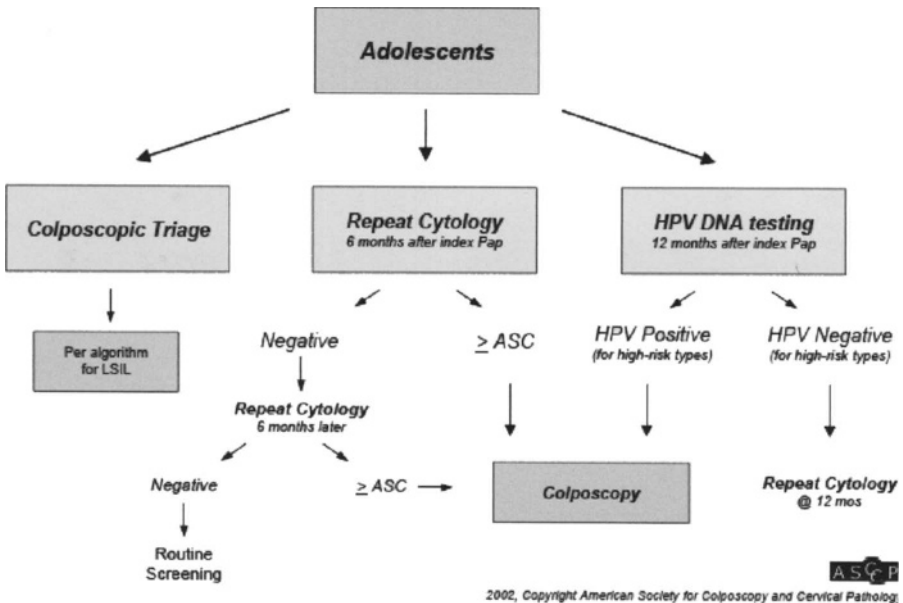 Adolescents
Colposcopic Triage
Repeat Cytology
6 months after index Pap
HPV DNA testing
12 months after index Pap
Per algorithm
for LSIL
Negative
≥ ASC
HPV Positive
(for high-risk types)
HPV Negative
(for high-risk types)
Repeat Cytology
6 months later
Negative
≥ ASC
Colposcopy
Repeat Cytology
@ 12 mos
Routine
Screening
ASCCP
2002, Copyright American Society for Colposcopy and Cervical Patholog